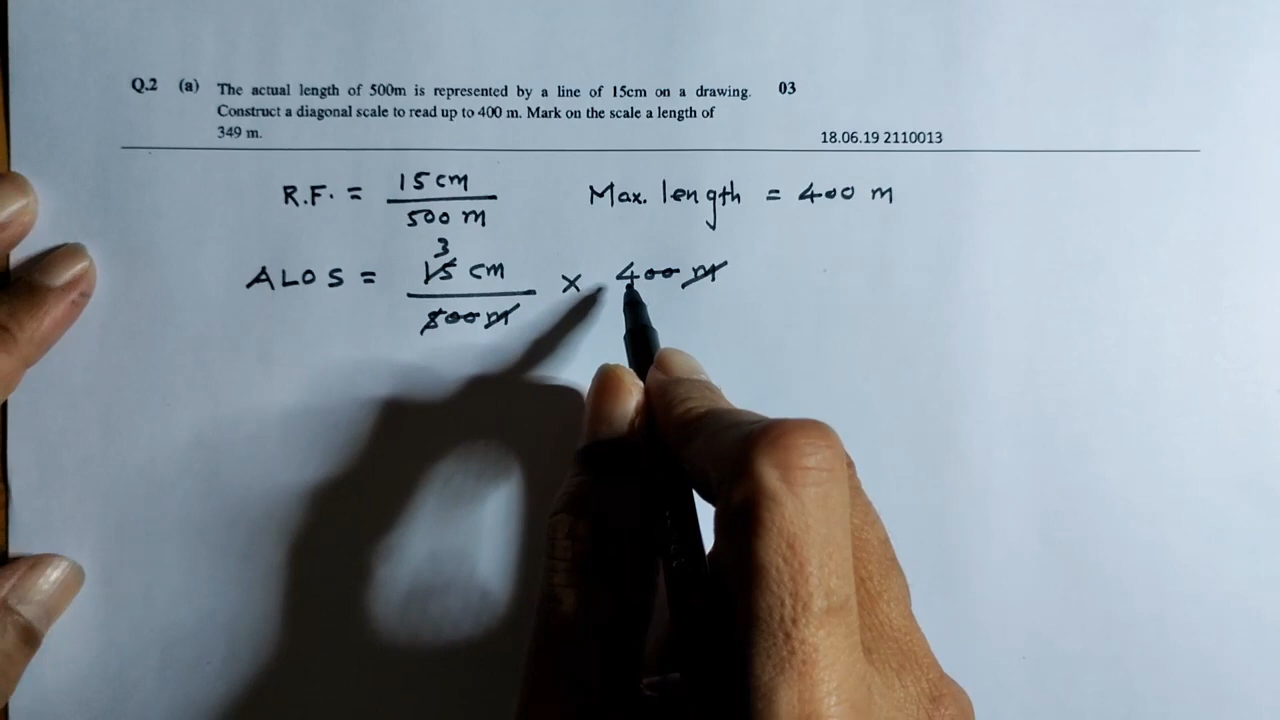 Q.2 (a) The actual length of 500m is represented by a line of 15cm on a drawing. 03
Construct a diagonal scale to read up to 400 m. Mark on the scale a length of
349 m.
18.06.19 2110013
R.F. = 15 cm / 500 m Max. length = 400 m
3
ALOS = 15 cm / 500 m × 400 m